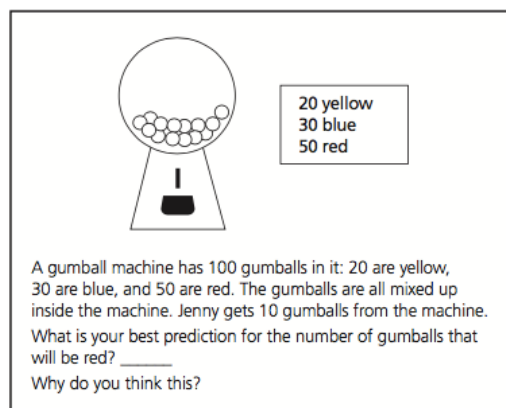 20 yellow
30 blue
50 red
A gumball machine has 100 gumballs in it: 20 are yellow,
30 are blue, and 50 are red. The gumballs are all mixed up
inside the machine. Jenny gets 10 gumballs from the machine.
What is your best prediction for the number of gumballs that
will be red? ______
Why do you think this?